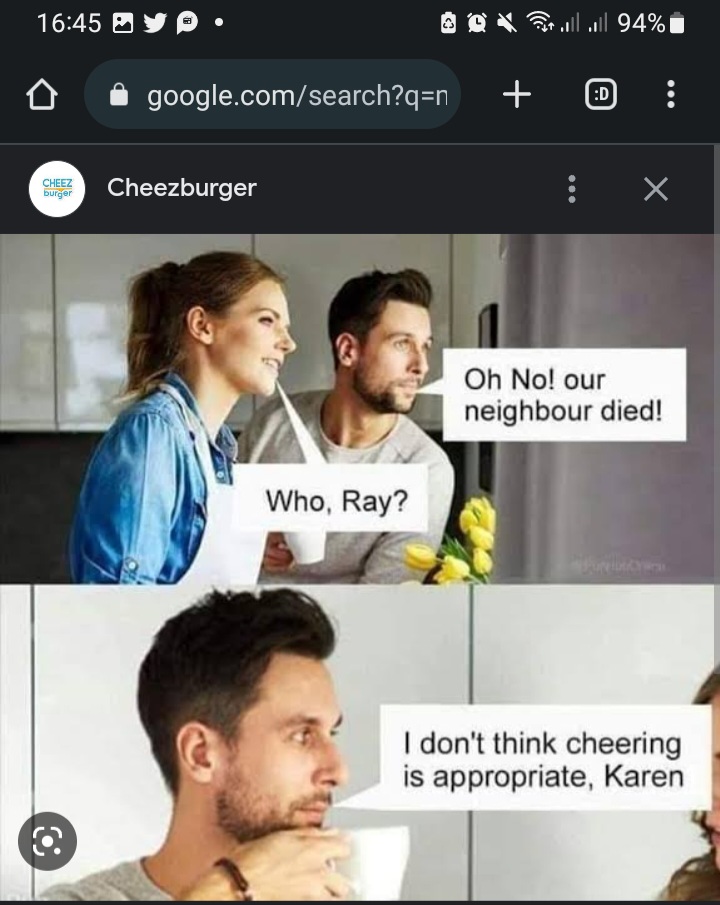 16:45
94%
google.com/search?q=n
:D
CHEEZ
burger
Cheezburger
Oh No! our
neighbour died!
Who, Ray?
I don't think cheering
is appropriate, Karen